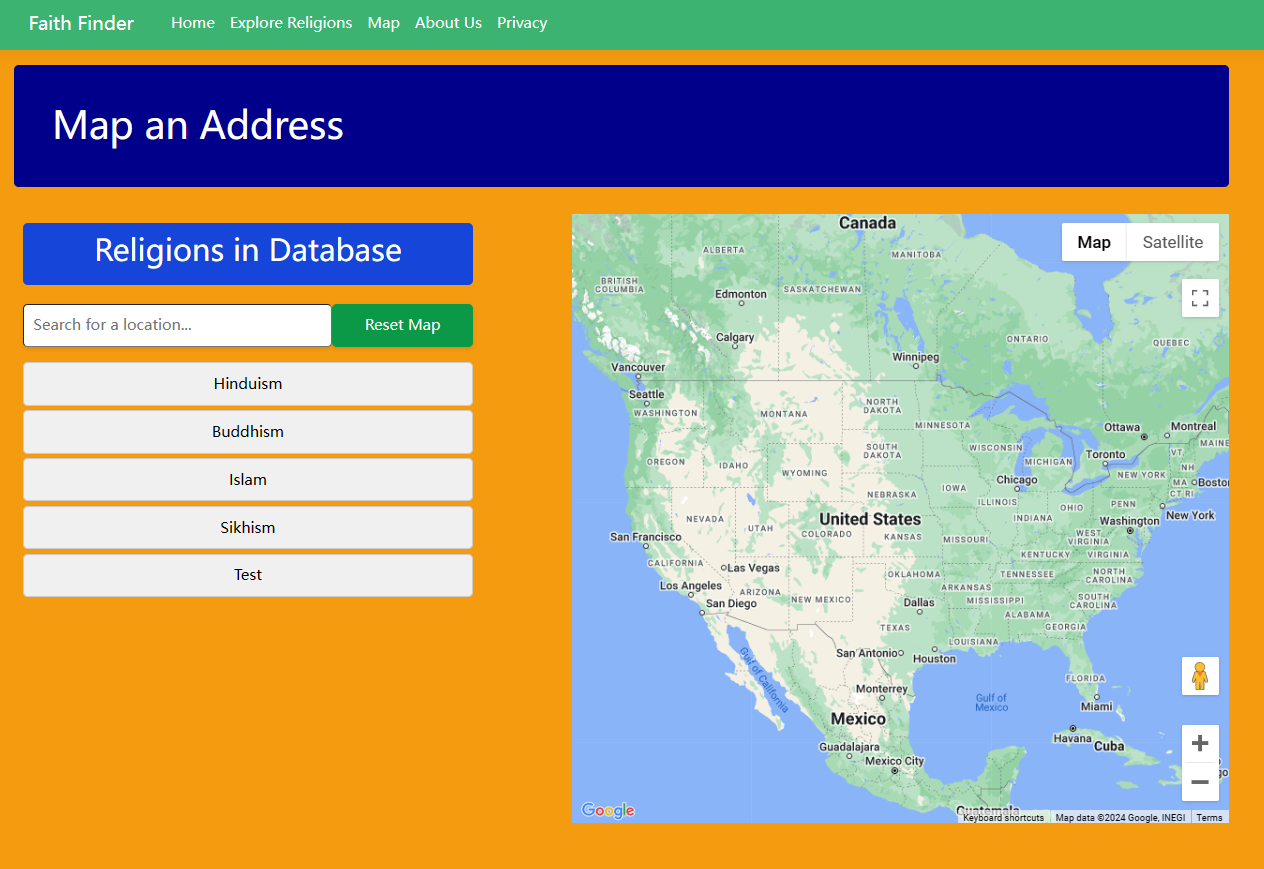 Faith Finder Home Explore Religions Map About Us Privacy
Map an Address
Religions in Database
Search for a location... Reset Map
Hinduism
Buddhism
Islam
Sikhism
Test
Canada
Map Satellite
ALBERTA
MANITOBA
BRITISH
COLUMBIA
SASKATCHEWAN
Edmonton
Calgary
ONTARIO
QUEBEC
Winnipeg
Vancouver
Seattle
WASHINGTON
MONTANA
NORTH
DAKOTA
MINNESOTA
Ottawa
Montreal
MAINE
OREGON
IDAHO
WYOMING
SOUTH
DAKOTA
WISCONSIN
MICHIGAN
Toronto
VT
NH
NEW YORK
MA
Boston
CT RI
Chicago
IOWA
NEBRASKA
ILLINOIS
INDIANA
OHIO
PENN
New York
NEVADA
UTAH
COLORADO
United States
KANSAS
MISSOURI
WEST
VIRGINIA
Washington
KENTUCKY
VIRGINIA
San Francisco
CALIFORNIA
Las Vegas
Los Angeles
San Diego
ARIZONA
NEW MEXICO
OKLAHOMA
ARKANSAS
TENNESSEE
NORTH
CAROLINA
MISSISSIPPI
SOUTH
CAROLINA
Dallas
ALABAMA
GEORGIA
TEXAS
LOUISIANA
San Antonio
Houston
Gulf of California
FLORIDA
Gulf of
Mexico
Miami
Monterrey
Mexico
Havana
Cuba
Guadalajara
Mexico City
Guatemala
Google
Keyboard shortcuts Map data ©2024 Google, INEGI Terms